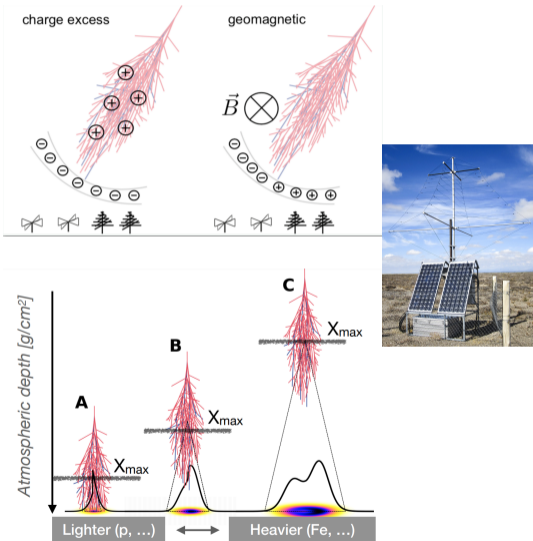 charge excess
geomagnetic
B
C
B
A
Xmax
Xmax
Xmax
Atmospheric depth [g/cm²]
Lighter (p, ...)
Heavier (Fe, ...)